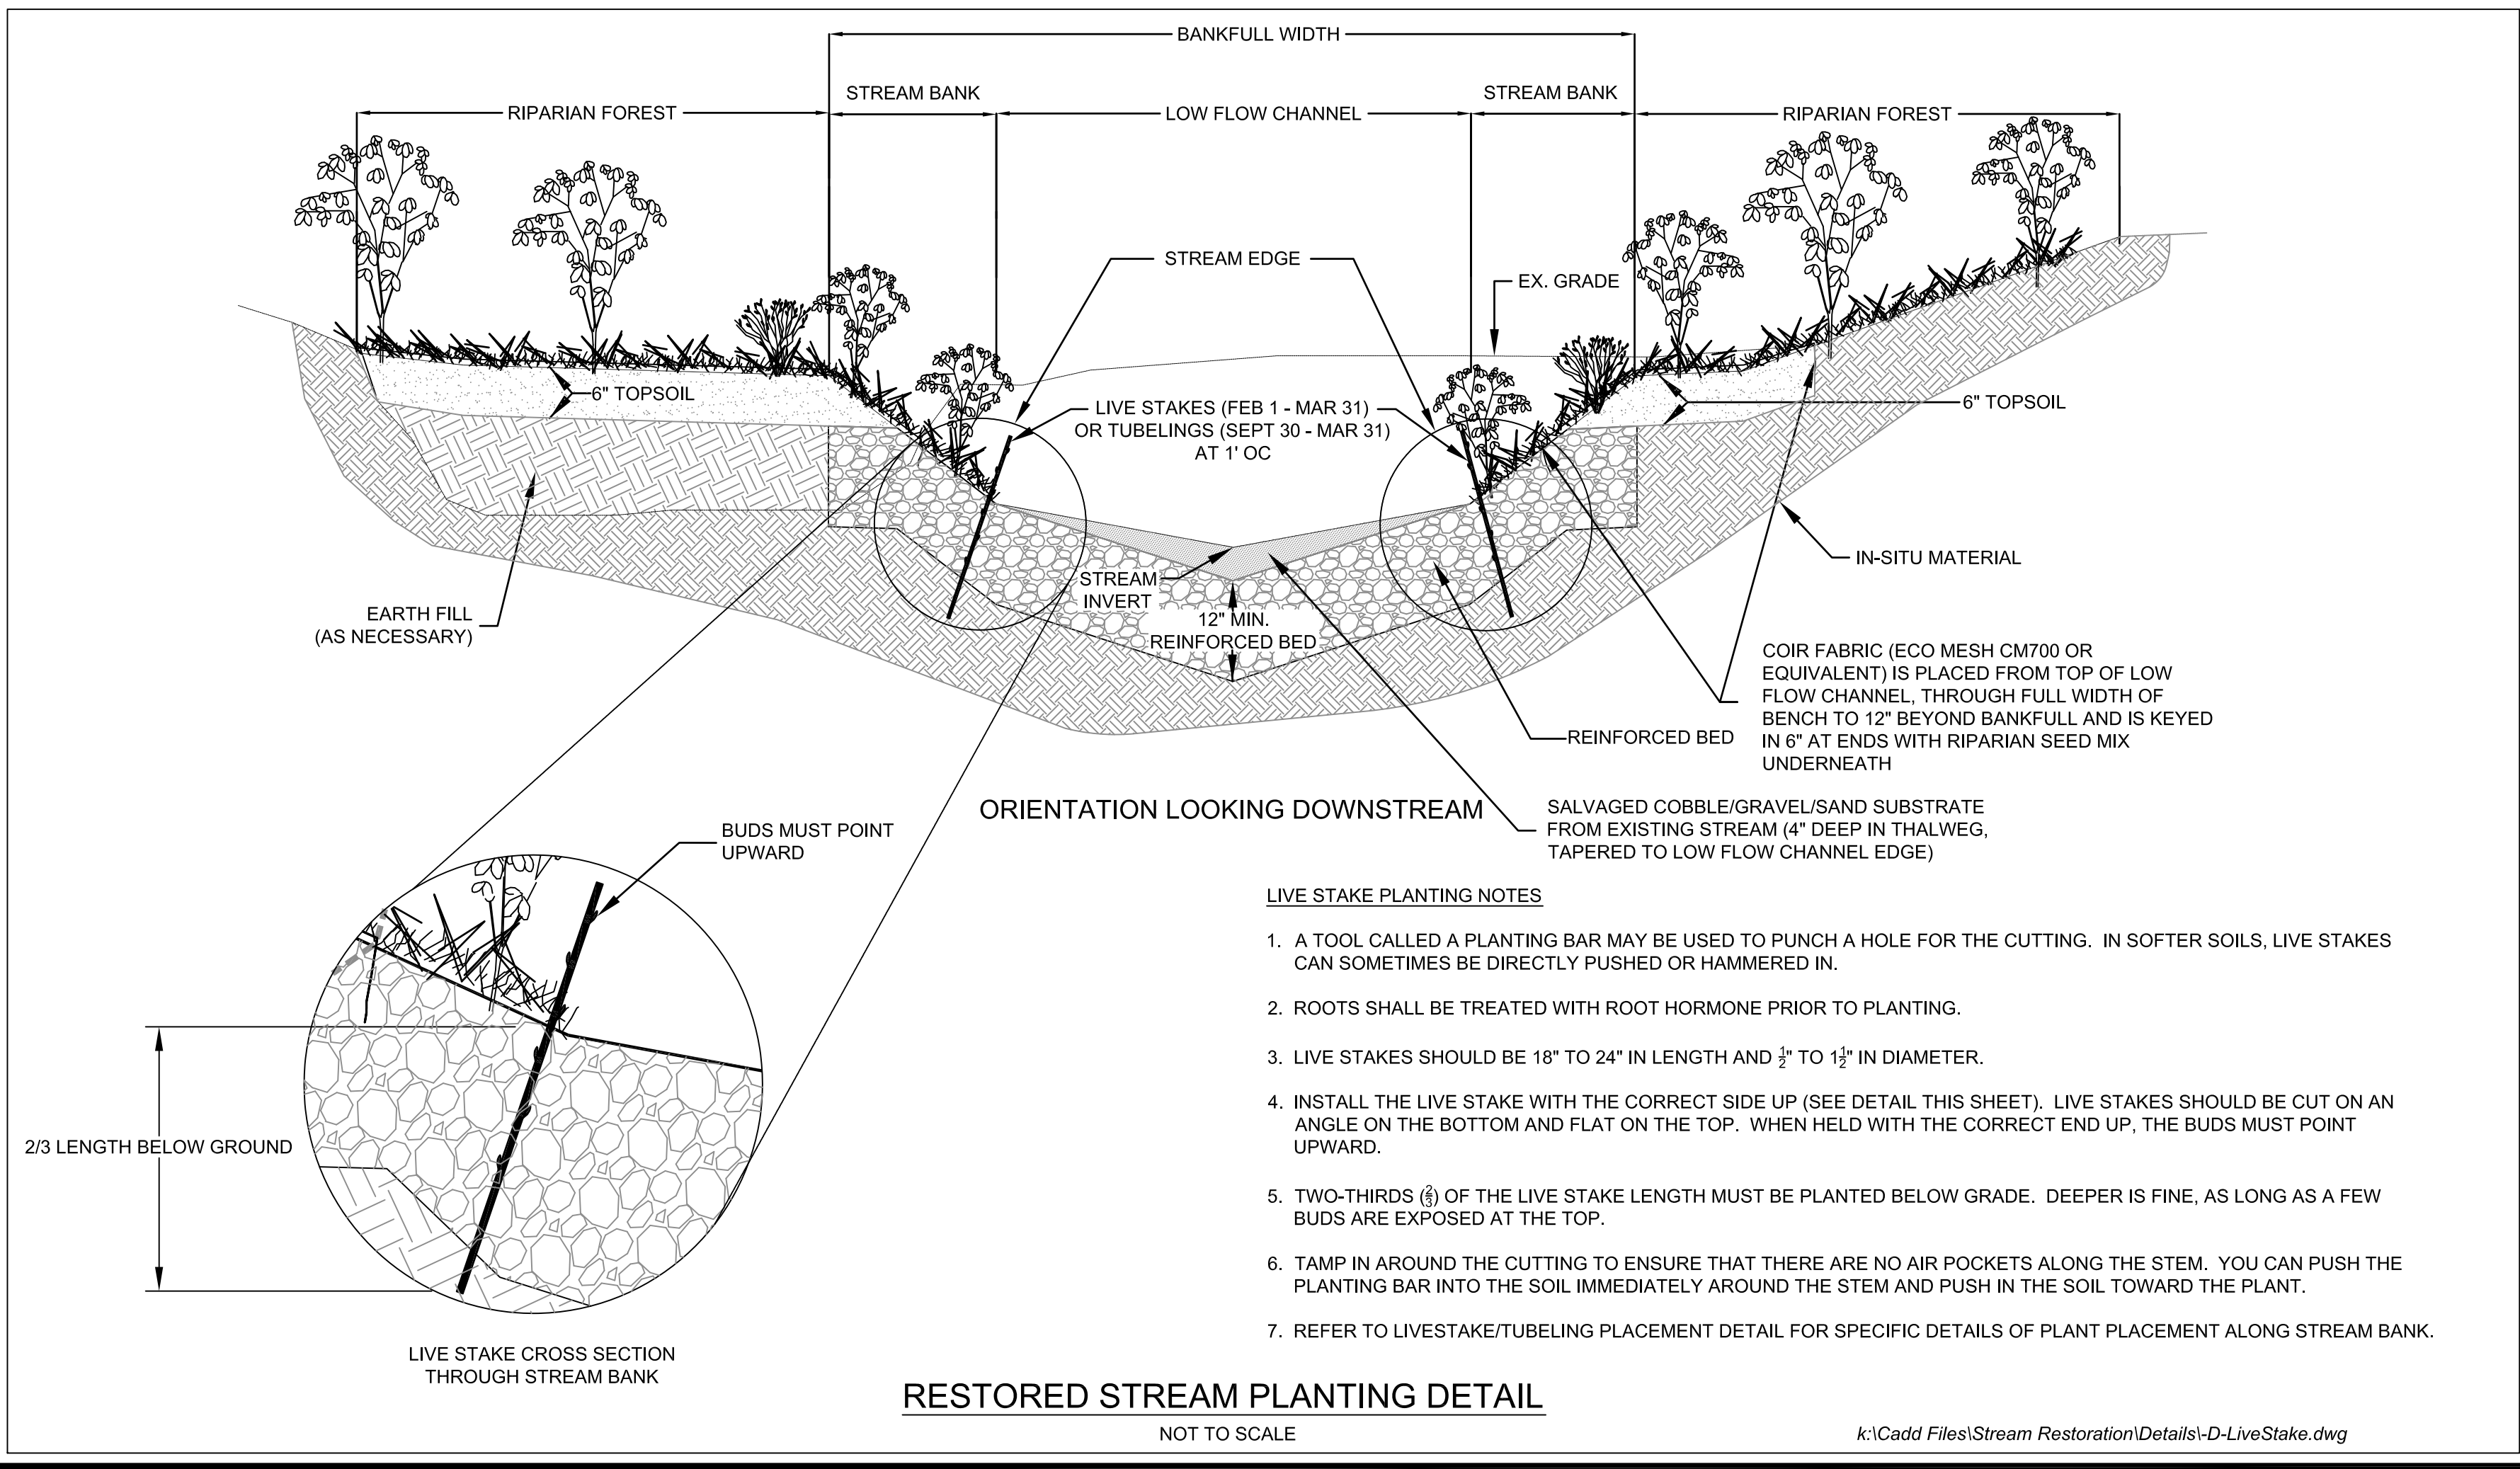 BANKFULL WIDTH
STREAM BANK
STREAM BANK
RIPARIAN FOREST
LOW FLOW CHANNEL
RIPARIAN FOREST
STREAM EDGE
EX. GRADE
6" TOPSOIL
LIVE STAKES (FEB 1 - MAR 31)
OR TUBELINGS (SEPT 30 - MAR 31)
AT 1' OC
6" TOPSOIL
IN-SITU MATERIAL
STREAM
INVERT
EARTH FILL
(AS NECESSARY)
12" MIN.
REINFORCED BED
COIR FABRIC (ECO MESH CM700 OR
EQUIVALENT) IS PLACED FROM TOP OF LOW
FLOW CHANNEL, THROUGH FULL WIDTH OF
BENCH TO 12" BEYOND BANKFULL AND IS KEYED
IN 6" AT ENDS WITH RIPARIAN SEED MIX
UNDERNEATH
REINFORCED BED
ORIENTATION LOOKING DOWNSTREAM
SALVAGED COBBLE/GRAVEL/SAND SUBSTRATE
FROM EXISTING STREAM (4" DEEP IN THALWEG,
TAPERED TO LOW FLOW CHANNEL EDGE)
BUDS MUST POINT
UPWARD
2/3 LENGTH BELOW GROUND
LIVE STAKE CROSS SECTION
THROUGH STREAM BANK
LIVE STAKE PLANTING NOTES
1. A TOOL CALLED A PLANTING BAR MAY BE USED TO PUNCH A HOLE FOR THE CUTTING. IN SOFTER SOILS, LIVE STAKES
CAN SOMETIMES BE DIRECTLY PUSHED OR HAMMERED IN.
2. ROOTS SHALL BE TREATED WITH ROOT HORMONE PRIOR TO PLANTING.
3. LIVE STAKES SHOULD BE 18" TO 24" IN LENGTH AND 1/2" TO 1 1/2" IN DIAMETER.
4. INSTALL THE LIVE STAKE WITH THE CORRECT SIDE UP (SEE DETAIL THIS SHEET). LIVE STAKES SHOULD BE CUT ON AN
ANGLE ON THE BOTTOM AND FLAT ON THE TOP. WHEN HELD WITH THE CORRECT END UP, THE BUDS MUST POINT
UPWARD.
5. TWO-THIRDS (2/3) OF THE LIVE STAKE LENGTH MUST BE PLANTED BELOW GRADE. DEEPER IS FINE, AS LONG AS A FEW
BUDS ARE EXPOSED AT THE TOP.
6. TAMP IN AROUND THE CUTTING TO ENSURE THAT THERE ARE NO AIR POCKETS ALONG THE STEM. YOU CAN PUSH THE
PLANTING BAR INTO THE SOIL IMMEDIATELY AROUND THE STEM AND PUSH IN THE SOIL TOWARD THE PLANT.
7. REFER TO LIVESTAKE/TUBELING PLACEMENT DETAIL FOR SPECIFIC DETAILS OF PLANT PLACEMENT ALONG STREAM BANK.
RESTORED STREAM PLANTING DETAIL
NOT TO SCALE
k:\Cadd Files\Stream Restoration\Details\-D-LiveStake.dwg